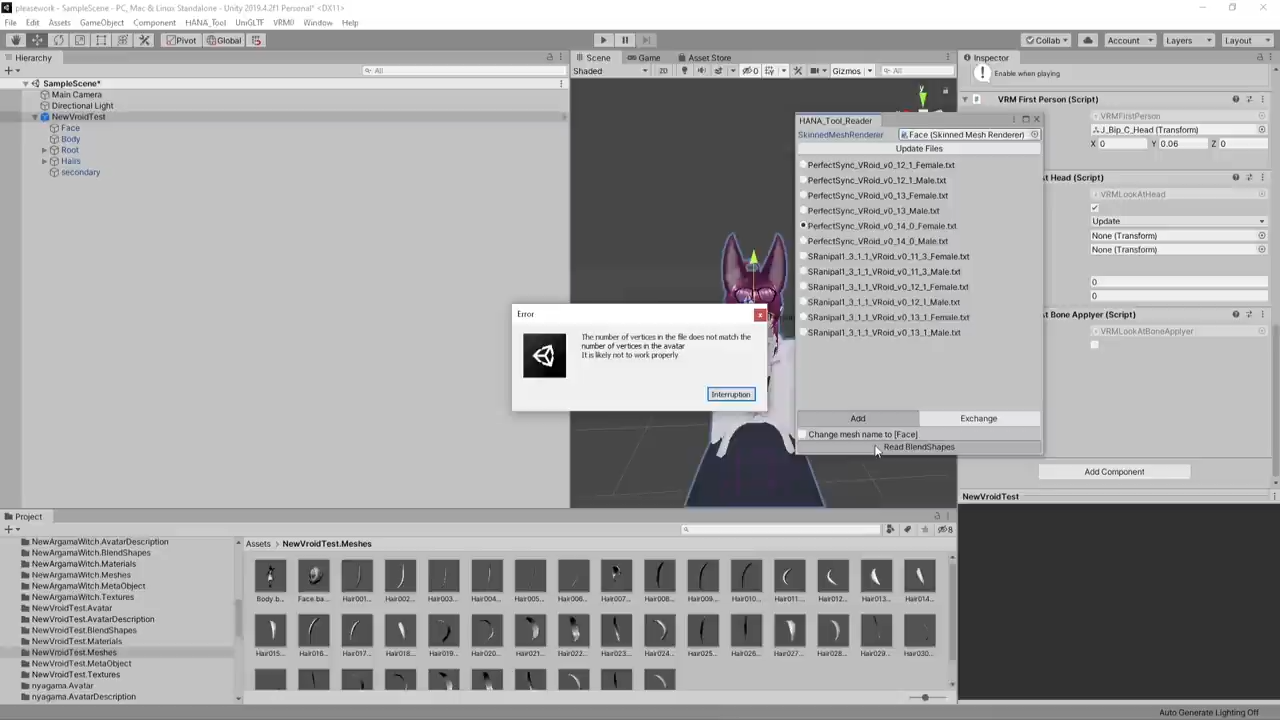 pleasework - SampleScene - PC, Mac & Linux Standalone - Unity 2019.4.2f1 Personal* <DX11>
File Edit Assets GameObject Component HANA_Tool UniGLTF VRM0 Window Help
Pivot Global Collab Account Layers Layout
Hierarchy
All
SampleScene*
Main Camera
Directional Light
NewVroidTest
Face
Body
Root
Hairs
secondary
Scene Game Asset Store
Shaded 2D 0 Gizmos All
Inspector
Enable when playing
VRM First Person (Script)
VRMFirstPerson
J_Bip_C_Head (Transform)
X 0 Y 0.06 Z 0
t Head (Script)
VRMLookAtHead
Update
None (Transform)
None (Transform)
0
0
t Bone Applyer (Script)
VRMLookAtBoneApplyer
Add Component
NewVroidTest
HANA_Tool_Reader
SkinnedMeshRenderer Face (Skinned Mesh Renderer)
Update Files
PerfectSync_VRoid_v0_12_1_Female.txt
PerfectSync_VRoid_v0_12_1_Male.txt
PerfectSync_VRoid_v0_13_Female.txt
PerfectSync_VRoid_v0_13_Male.txt
PerfectSync_VRoid_v0_14_0_Female.txt
PerfectSync_VRoid_v0_14_0_Male.txt
SRanipal1_3_1_1_VRoid_v0_11_3_Female.txt
SRanipal1_3_1_1_VRoid_v0_11_3_Male.txt
SRanipal1_3_1_1_VRoid_v0_12_1_Female.txt
SRanipal1_3_1_1_VRoid_v0_12_1_Male.txt
SRanipal1_3_1_1_VRoid_v0_13_1_Female.txt
SRanipal1_3_1_1_VRoid_v0_13_1_Male.txt
Add Exchange
Change mesh name to [Face]
Read BlendShapes
Error
The number of vertices in the file does not match the
number of vertices in the avatar
It is likely not to work properly
Interruption
Project
8
NewArgamaWitch.AvatarDescription
NewArgamaWitch.BlendShapes
NewArgamaWitch.Materials
NewArgamaWitch.Meshes
NewArgamaWitch.MetaObject
NewArgamaWitch.Textures
NewVroidTest.Avatar
NewVroidTest.AvatarDescription
NewVroidTest.BlendShapes
NewVroidTest.Materials
NewVroidTest.Meshes
NewVroidTest.MetaObject
NewVroidTest.Textures
nyagama.Avatar
nyagama.AvatarDescription
Assets > NewVroidTest.Meshes
Body.b... Face.ba... Hair001... Hair002... Hair003... Hair004... Hair005... Hair006... Hair007... Hair008... Hair009... Hair010... Hair011... Hair012... Hair013... Hair014...
Hair015... Hair016... Hair017... Hair018... Hair019... Hair020... Hair021... Hair022... Hair023... Hair024... Hair025... Hair026... Hair027... Hair028... Hair029... Hair030...
Auto Generate Lighting Off